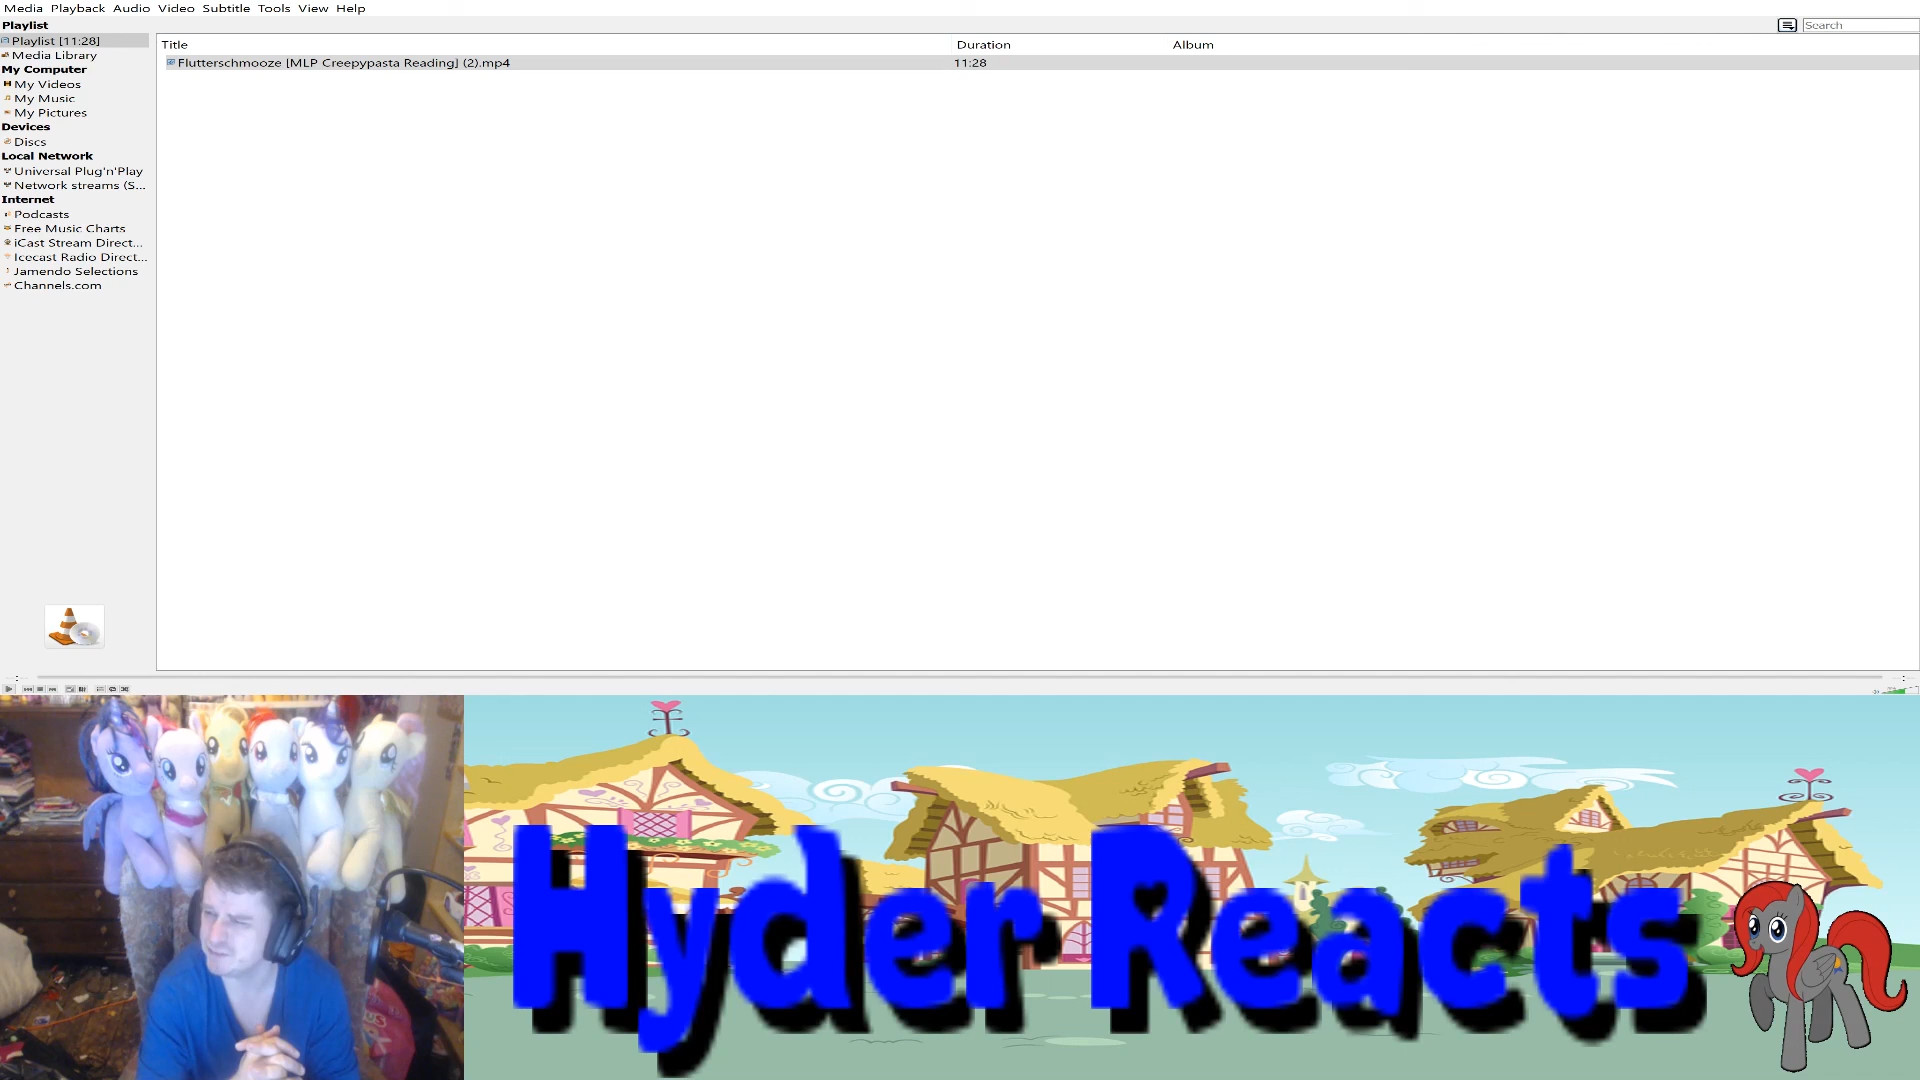 Media Playback Audio Video Subtitle Tools View Help
Playlist
Search
Playlist [11:28]
Title Duration Album
Media Library
Flutterschmooze [MLP Creepypasta Reading] (2).mp4 11:28
My Computer
My Videos
My Music
My Pictures
Devices
Discs
Local Network
Universal Plug'n'Play
Network streams (S...
Internet
Podcasts
Free Music Charts
iCast Stream Direct...
Icecast Radio Direct...
Jamendo Selections
Channels.com
Hyder Reacts